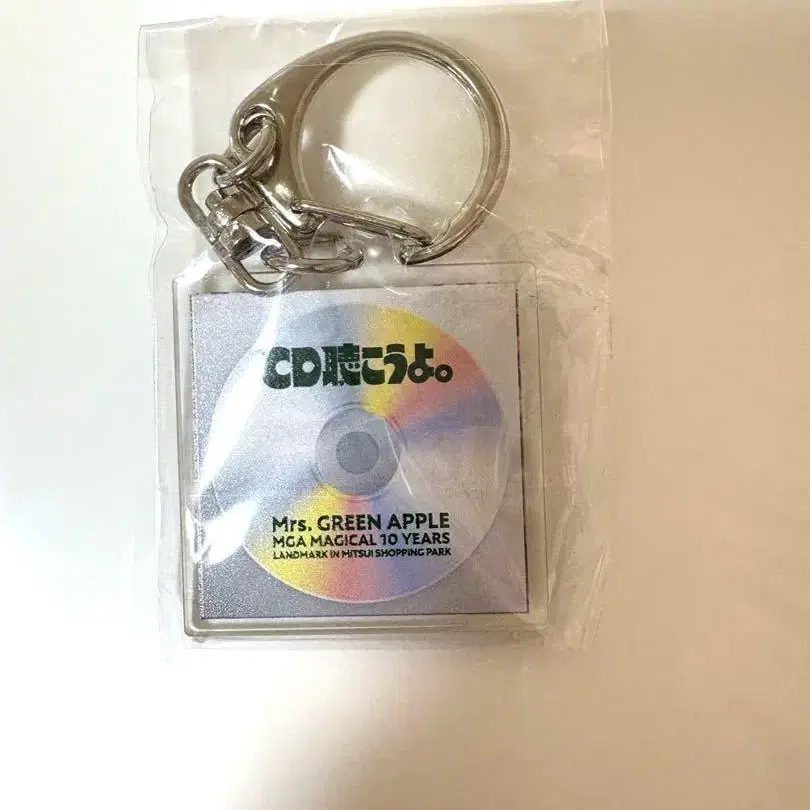 CD聴こうよ。
Mrs. GREEN APPLE
MGA MAGICAL 10 YEARS
LANDMARK IN MITSUI SHOPPING PARK